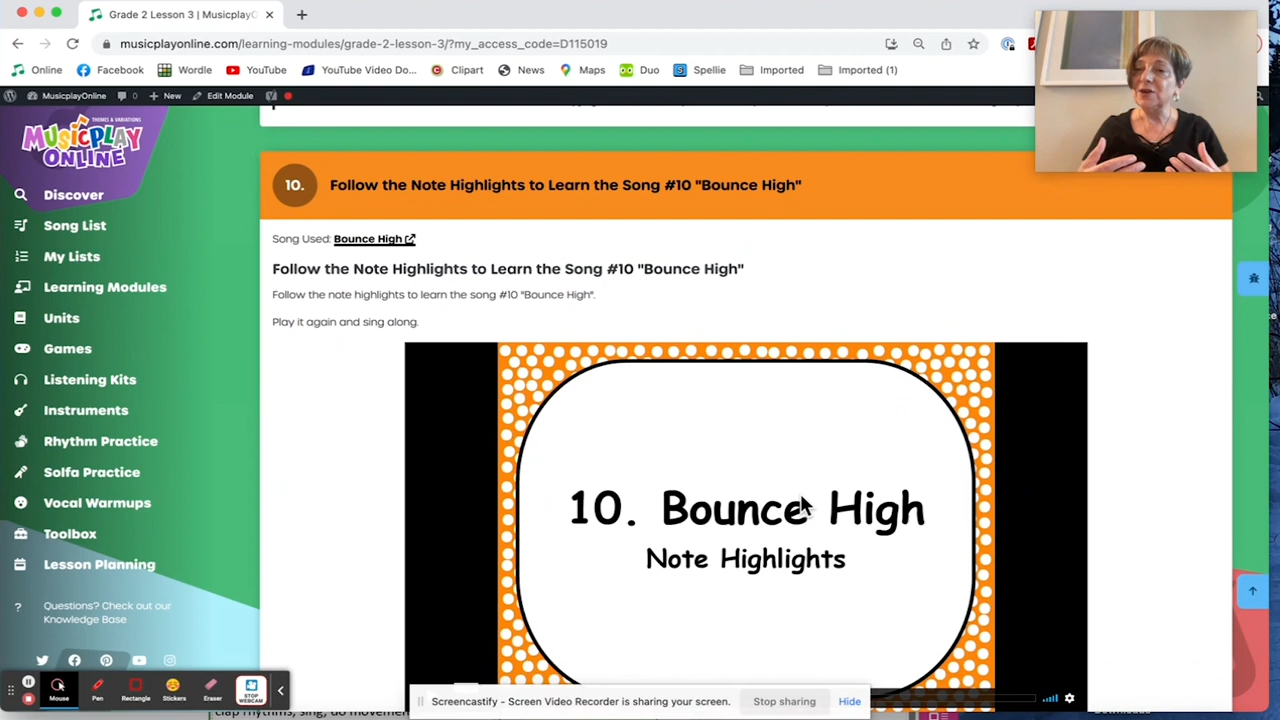 Grade 2 Lesson 3 | MusicplayO
musicplayonline.com/learning-modules/grade-2-lesson-3/?my_access_code=D115019
Online Facebook Wordle YouTube YouTube Video Do... Clipart News Maps Duo Spellie Imported Imported (1)
MusicplayOnline 0 + New Edit Module
THEMES & VARIATIONS
MUSICPLAY
ONLINE
Discover
Song List
My Lists
Learning Modules
Units
Games
Listening Kits
Instruments
Rhythm Practice
Solfa Practice
Vocal Warmups
Toolbox
Lesson Planning
? Questions? Check out our
Knowledge Base
10. Follow the Note Highlights to Learn the Song #10 "Bounce High"
Song Used: Bounce High
Follow the Note Highlights to Learn the Song #10 "Bounce High"
Follow the note highlights to learn the song #10 "Bounce High".
Play it again and sing along.
10. Bounce High
Note Highlights
Mouse Pen Rectangle Stickers Eraser STOP WEBCAM
Screencastify - Screen Video Recorder is sharing your screen. Stop sharing Hide